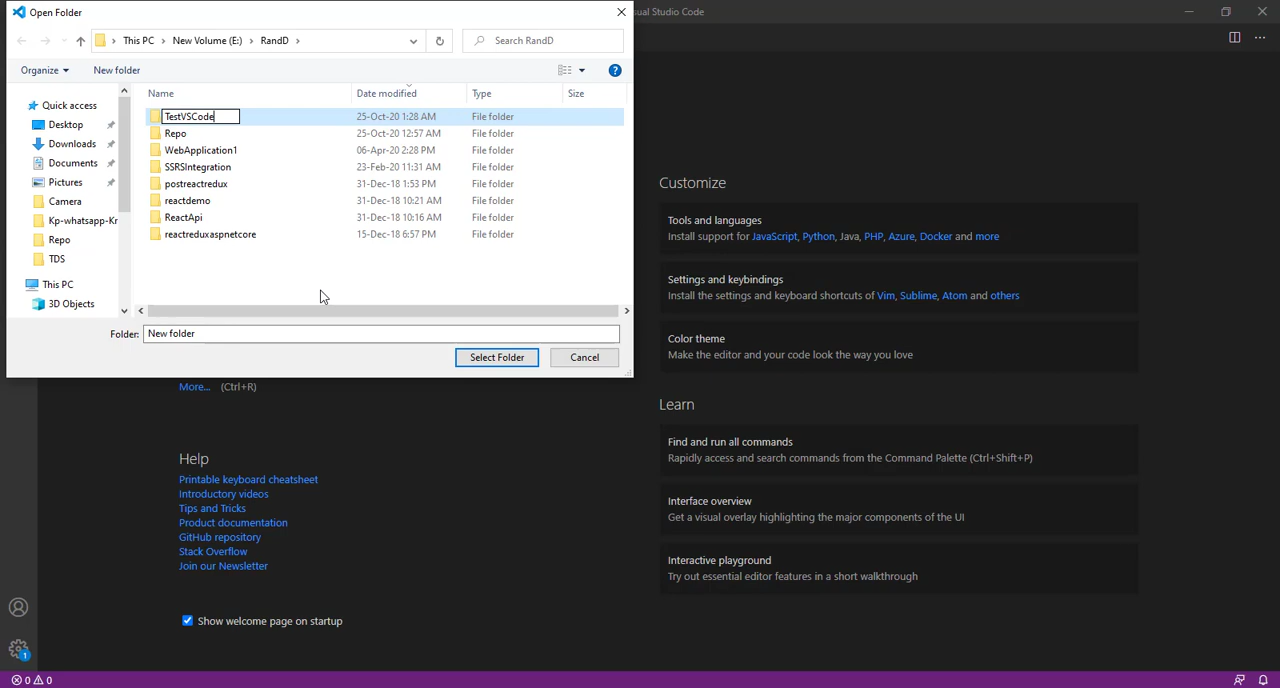 Open Folder
sual Studio Code
This PC > New Volume (E:) > RandD >
Search RandD
Organize
New folder
Name Date modified Type Size
Quick access
Desktop
Downloads
Documents
Pictures
Camera
Kp-whatsapp-Kr
Repo
TDS
This PC
3D Objects
TestVSCode 25-Oct-20 1:28 AM File folder
Repo 25-Oct-20 12:57 AM File folder
WebApplication1 06-Apr-20 2:28 PM File folder
SSRSIntegration 23-Feb-20 11:31 AM File folder
postreactredux 31-Dec-18 1:53 PM File folder
reactdemo 31-Dec-18 10:21 AM File folder
ReactApi 31-Dec-18 10:16 AM File folder
reactreduxaspnetcore 15-Dec-18 6:57 PM File folder
Folder: New folder
Select Folder
Cancel
More... (Ctrl+R)
Help
Printable keyboard cheatsheet
Introductory videos
Tips and Tricks
Product documentation
GitHub repository
Stack Overflow
Join our Newsletter
Show welcome page on startup
Customize
Tools and languages
Install support for JavaScript, Python, Java, PHP, Azure, Docker and more
Settings and keybindings
Install the settings and keyboard shortcuts of Vim, Sublime, Atom and others
Color theme
Make the editor and your code look the way you love
Learn
Find and run all commands
Rapidly access and search commands from the Command Palette (Ctrl+Shift+P)
Interface overview
Get a visual overlay highlighting the major components of the UI
Interactive playground
Try out essential editor features in a short walkthrough
1
0 0